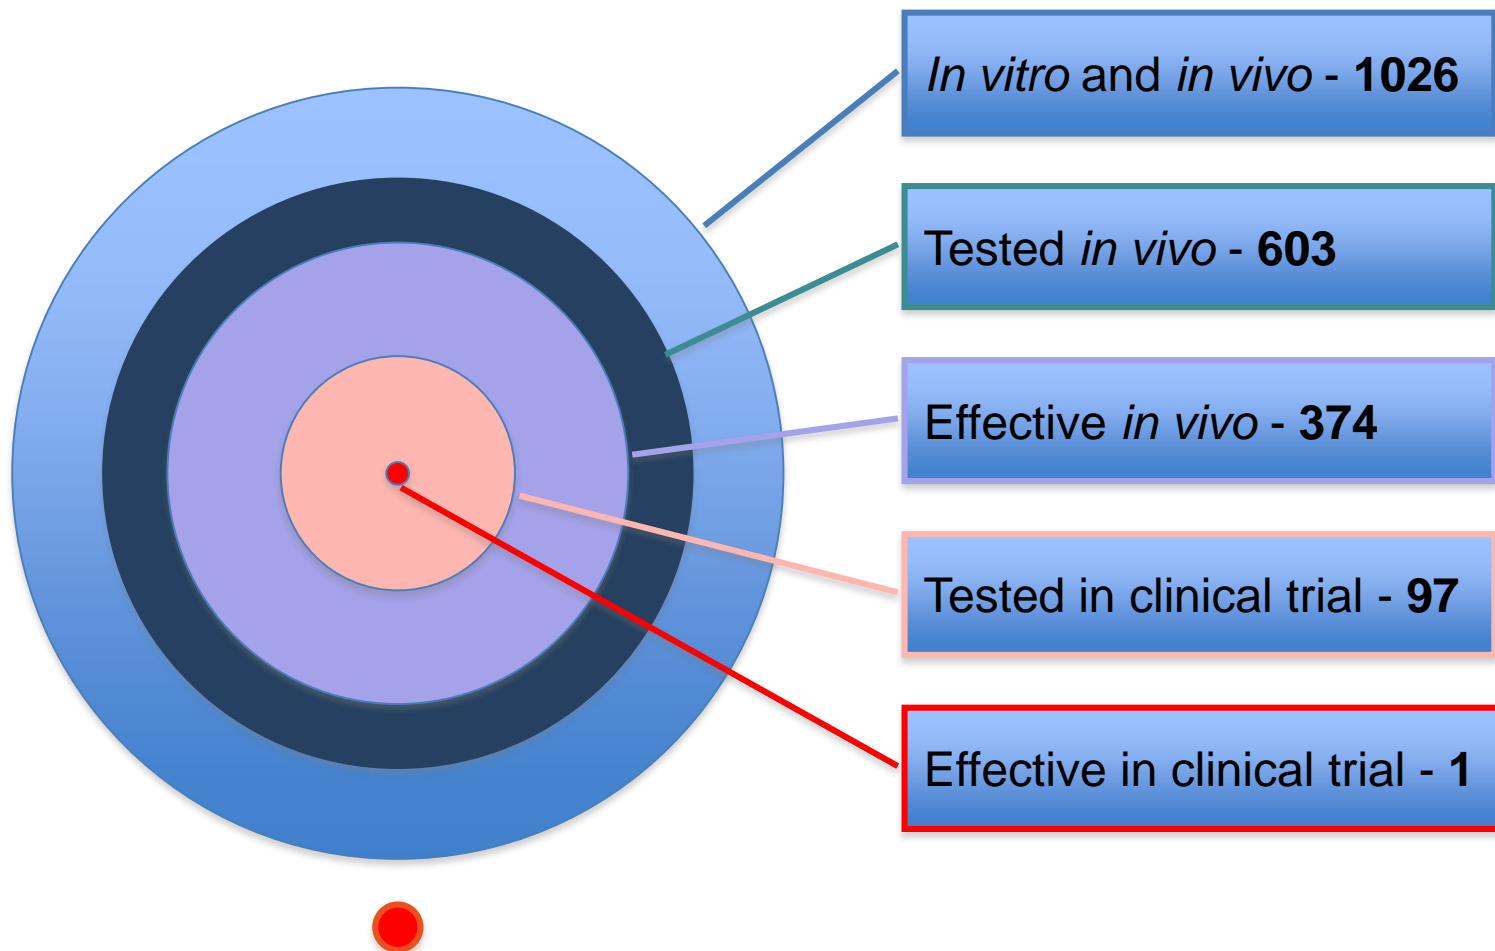 In vitro and in vivo - 1026
Tested in vivo - 603
Effective in vivo - 374
Tested in clinical trial - 97
Effective in clinical trial - 1